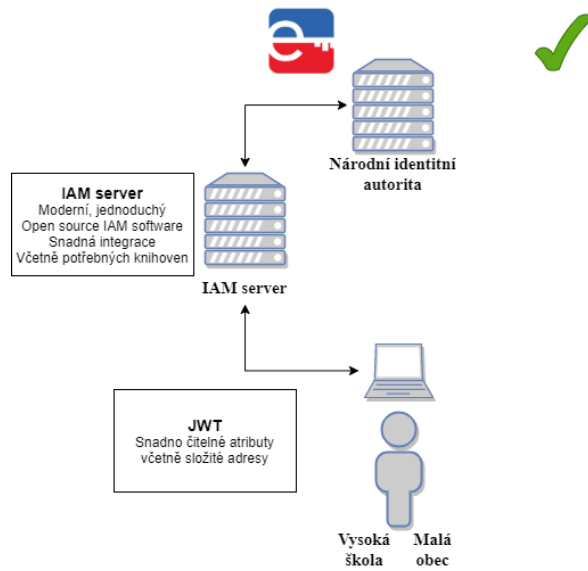 e
Národní identitní
autorita
IAM server
Moderní, jednoduchý
Open source IAM software
Snadná integrace
Včetně potřebných knihoven
IAM server
JWT
Snadno čitelné atributy
včetně složité adresy
Vysoká
škola
Malá
obec